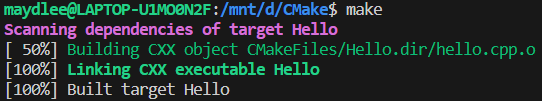 maydlee@LAPTOP-U1MO0N2F:/mnt/d/CMake$ make
Scanning dependencies of target Hello
[ 50%] Building CXX object CMakeFiles/Hello.dir/hello.cpp.o
[100%] Linking CXX executable Hello
[100%] Built target Hello